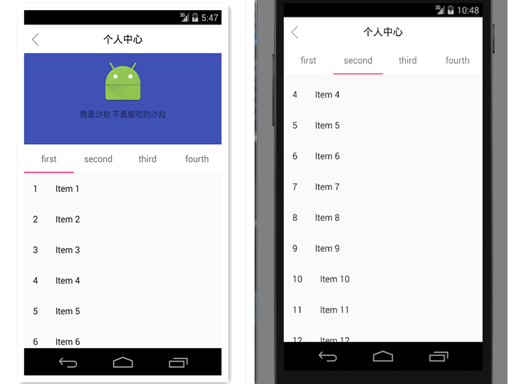 3G 5:47
个人中心
我是沙拉 不是能吃的沙拉
first second third fourth
1 Item 1
2 Item 2
3 Item 3
4 Item 4
5 Item 5
6 Item 6
3G 10:48
个人中心
first second third fourth
4 Item 4
5 Item 5
6 Item 6
7 Item 7
8 Item 8
9 Item 9
10 Item 10
11 Item 11
12 Item 12